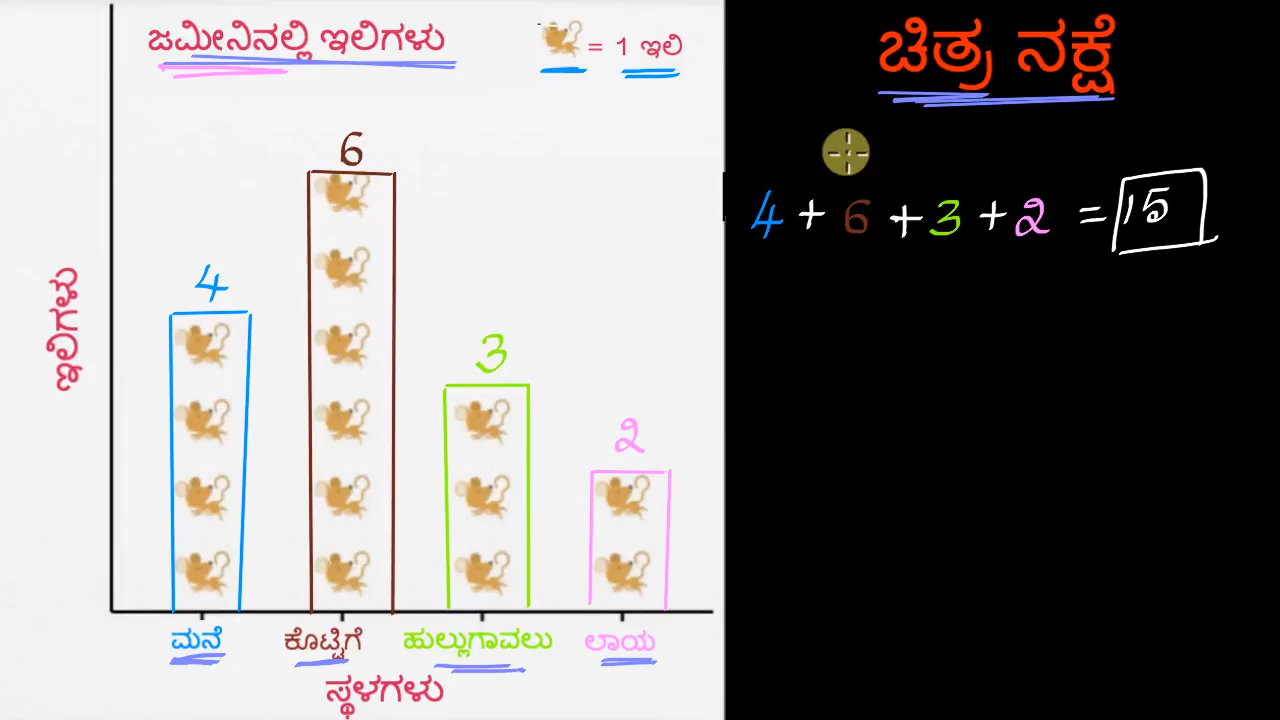 ಜಮೀನಿನಲ್ಲಿ ಇಲಿಗಳು
= 1 ಇಲಿ
ಚಿತ್ರ ನಕ್ಷೆ
6
4
3
2
4 + 6 + 3 + 2 = 15
ಇಲಿಗಳು
ಮನೆ ಕೊಟ್ಟಿಗೆ ಹುಲ್ಲುಗಾವಲು ಲಾಯ
ಸ್ಥಳಗಳು